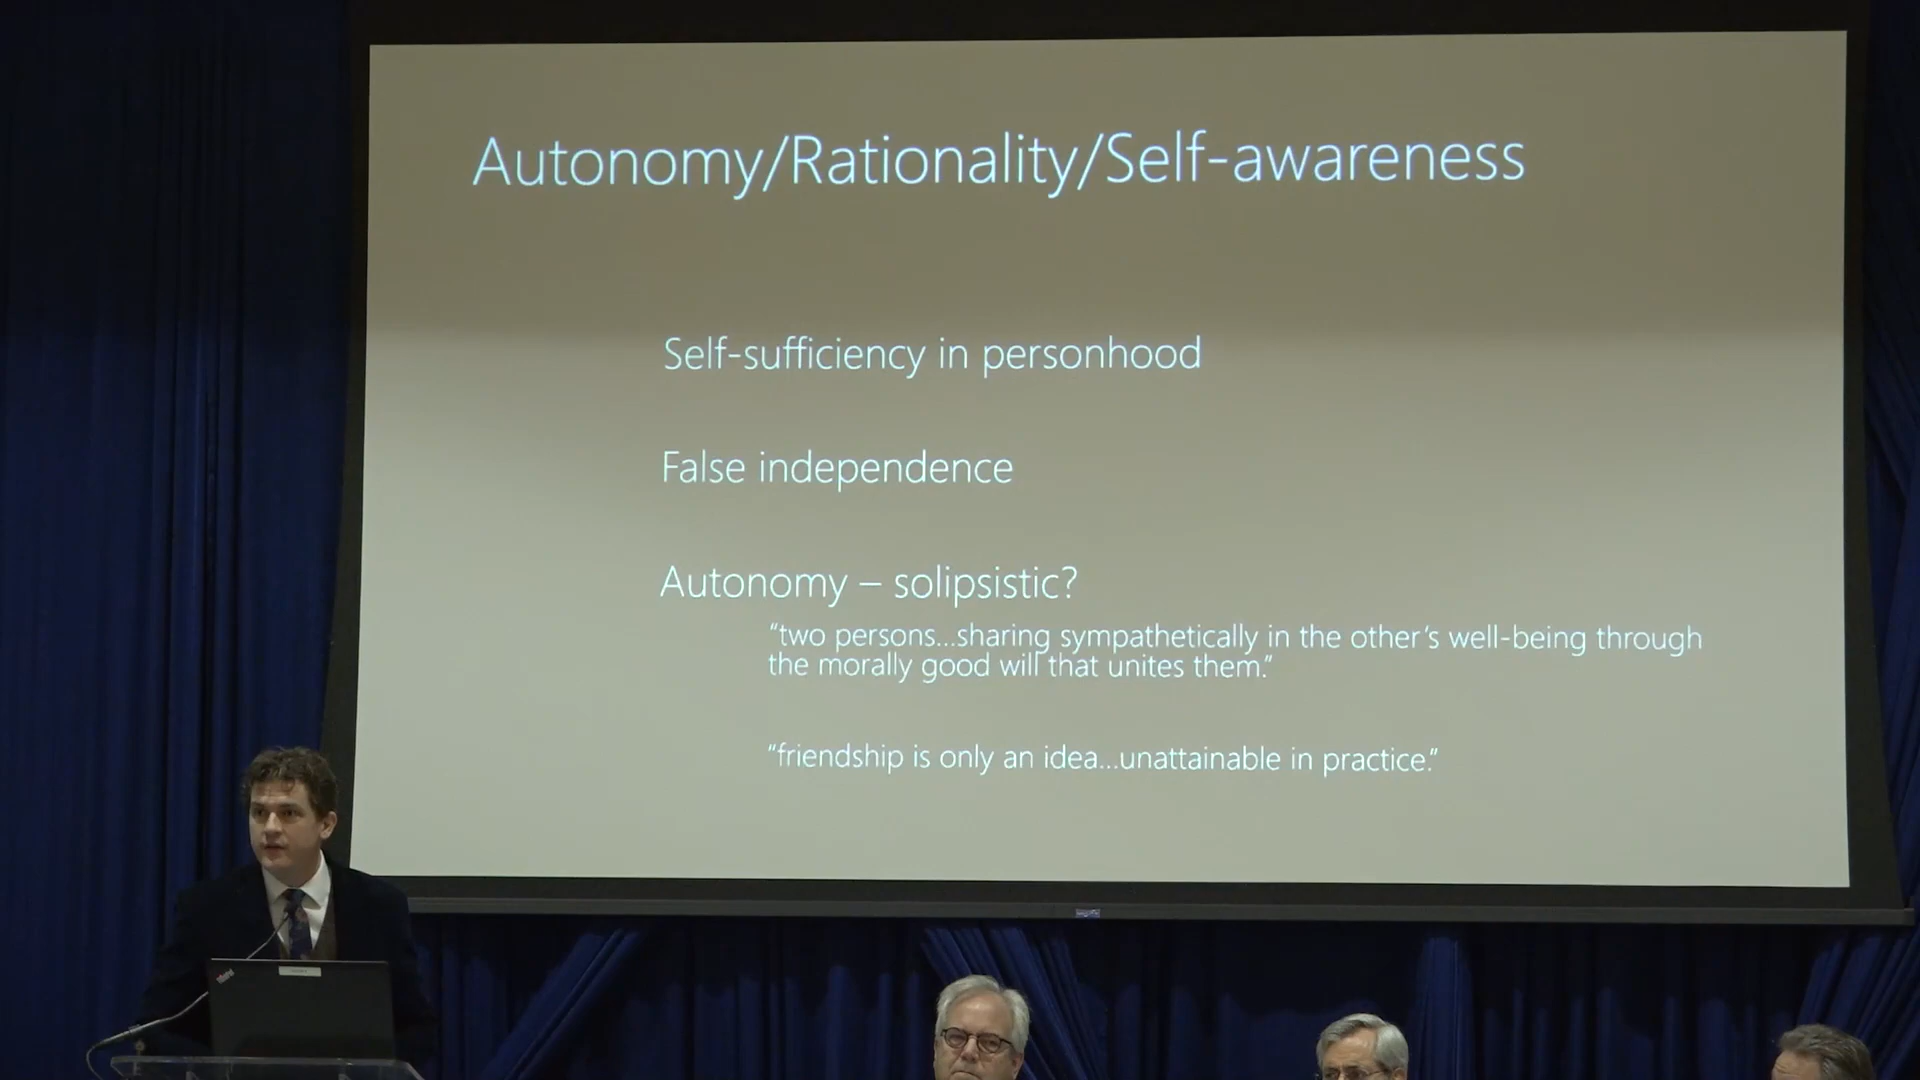 Autonomy/Rationality/Self-awareness
Self-sufficiency in personhood
False independence
Autonomy – solipsistic?
“two persons...sharing sympathetically in the other’s well-being through
the morally good will that unites them.”
“friendship is only an idea...unattainable in practice.”